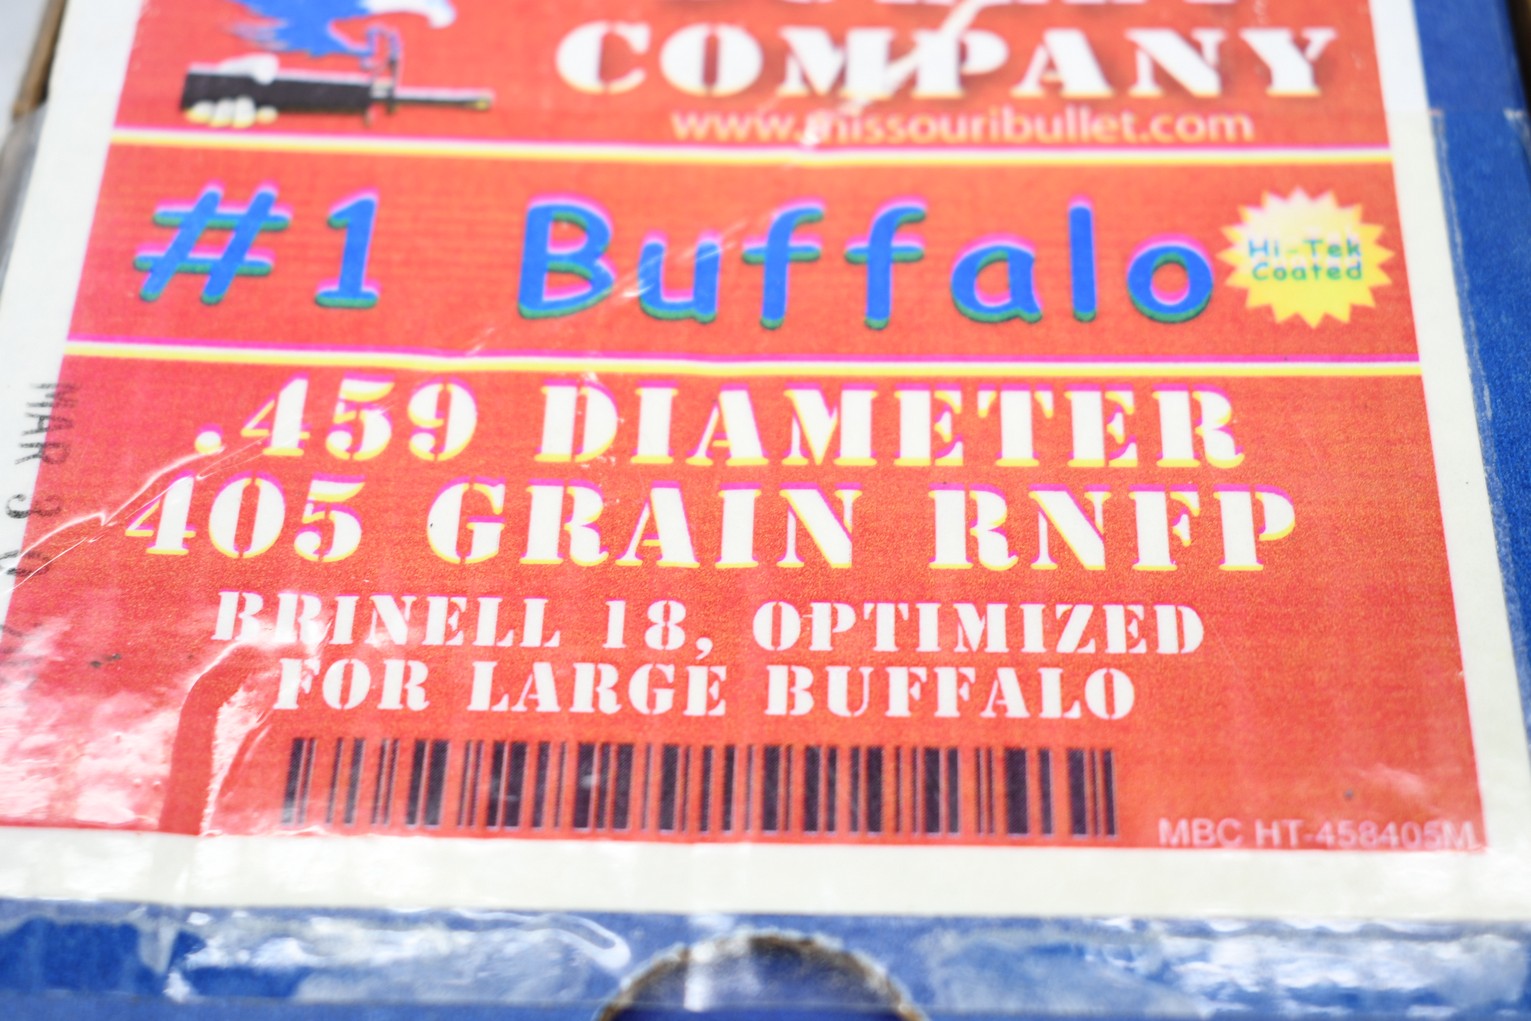 COMPANY
www.missouribullet.com
#1 Buffalo
Hi-Tek
Coated
.459 DIAMETER
405 GRAIN RNFP
BRINELL 18, OPTIMIZED
FOR LARGE BUFFALO
MBC HT-458405M
MAR 3